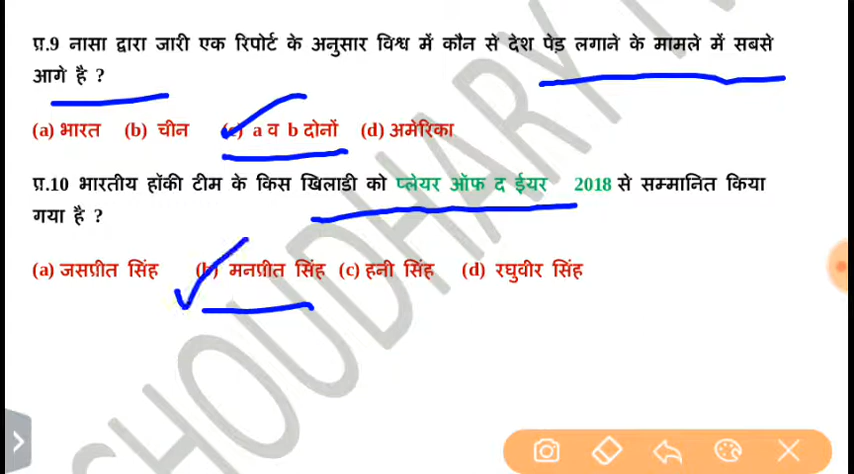 प्र.9 नासा द्वारा जारी एक रिपोर्ट के अनुसार विश्व में कौन से देश पेड़ लगाने के मामले में सबसे
आगे है ?
(a) भारत (b) चीन (c) a व b दोनों (d) अमेरिका
प्र.10 भारतीय हॉकी टीम के किस खिलाडी को प्लेयर ऑफ द ईयर 2018 से सम्मानित किया
गया है ?
(a) जसप्रीत सिंह (b) मनप्रीत सिंह (c) हनी सिंह (d) रघुवीर सिंह
CHOUDHARY